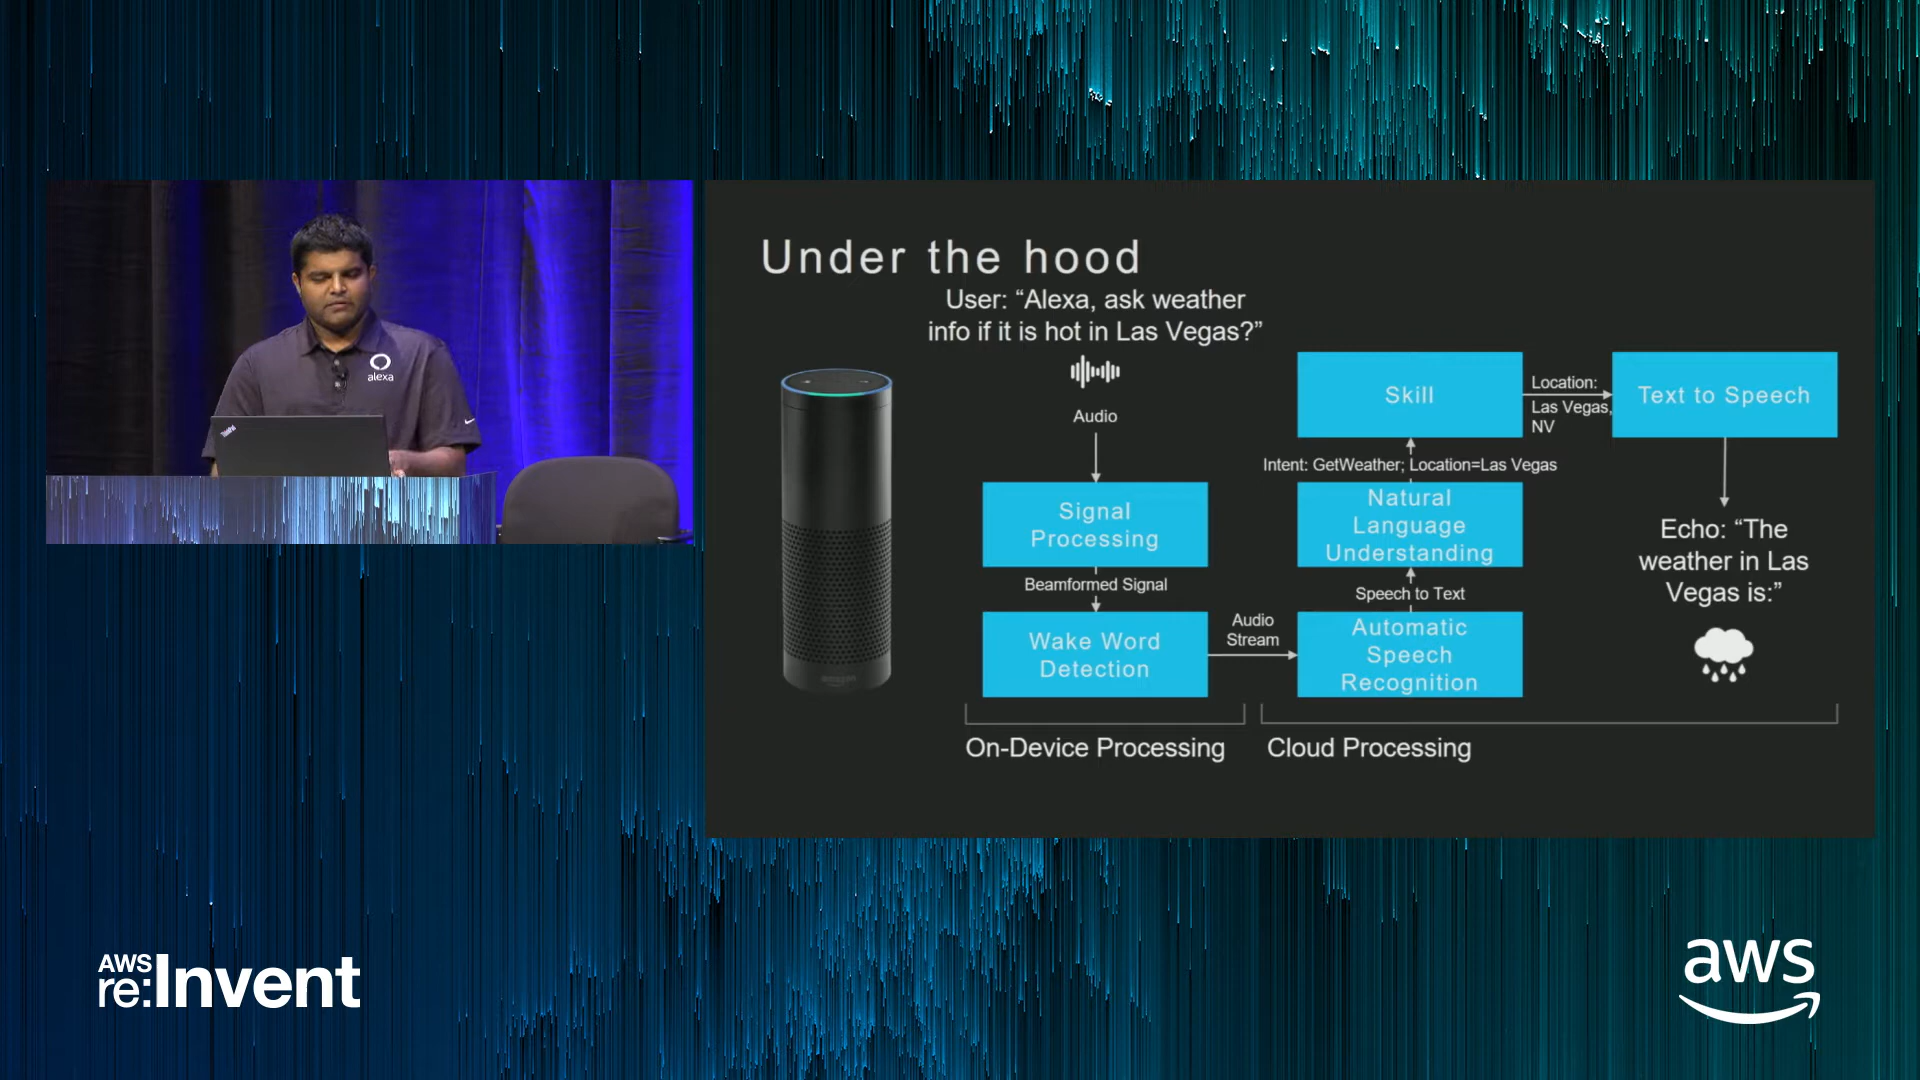 alexa
ThinkPad
Under the hood
User: “Alexa, ask weather
info if it is hot in Las Vegas?”
Audio
Signal
Processing
Beamformed Signal
Wake Word
Detection
Audio
Stream
On-Device Processing
Skill
Intent: GetWeather; Location=Las Vegas
Natural
Language
Understanding
Speech to Text
Automatic
Speech
Recognition
Cloud Processing
Location:
Las Vegas,
NV
Text to Speech
Echo: “The
weather in Las
Vegas is:”
amazon
AWS
re:Invent
aws